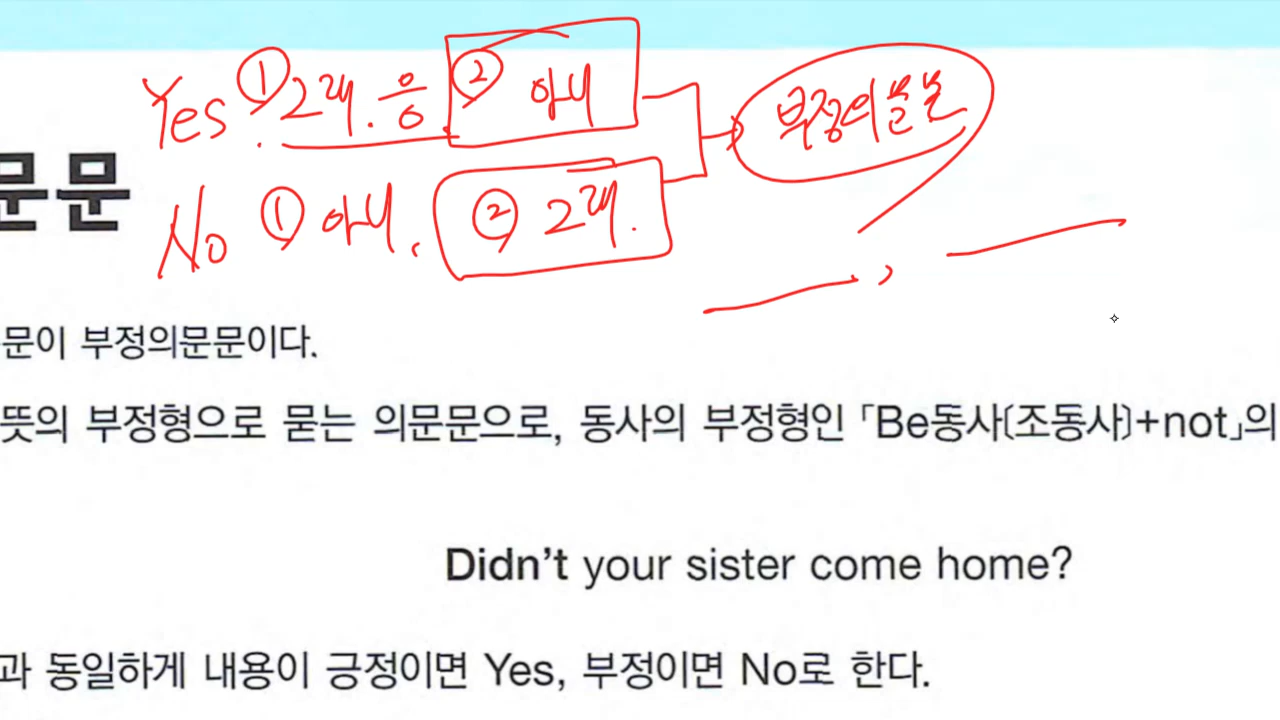 Yes ① 그래. 응 ② 아니
부정의문문
No ① 아니, ② 그래.
문문
문이 부정의문문이다.
뜻의 부정형으로 묻는 의문문으로, 동사의 부정형인 「Be동사(조동사)+not」의
Didn't your sister come home?
과 동일하게 내용이 긍정이면 Yes, 부정이면 No로 한다.